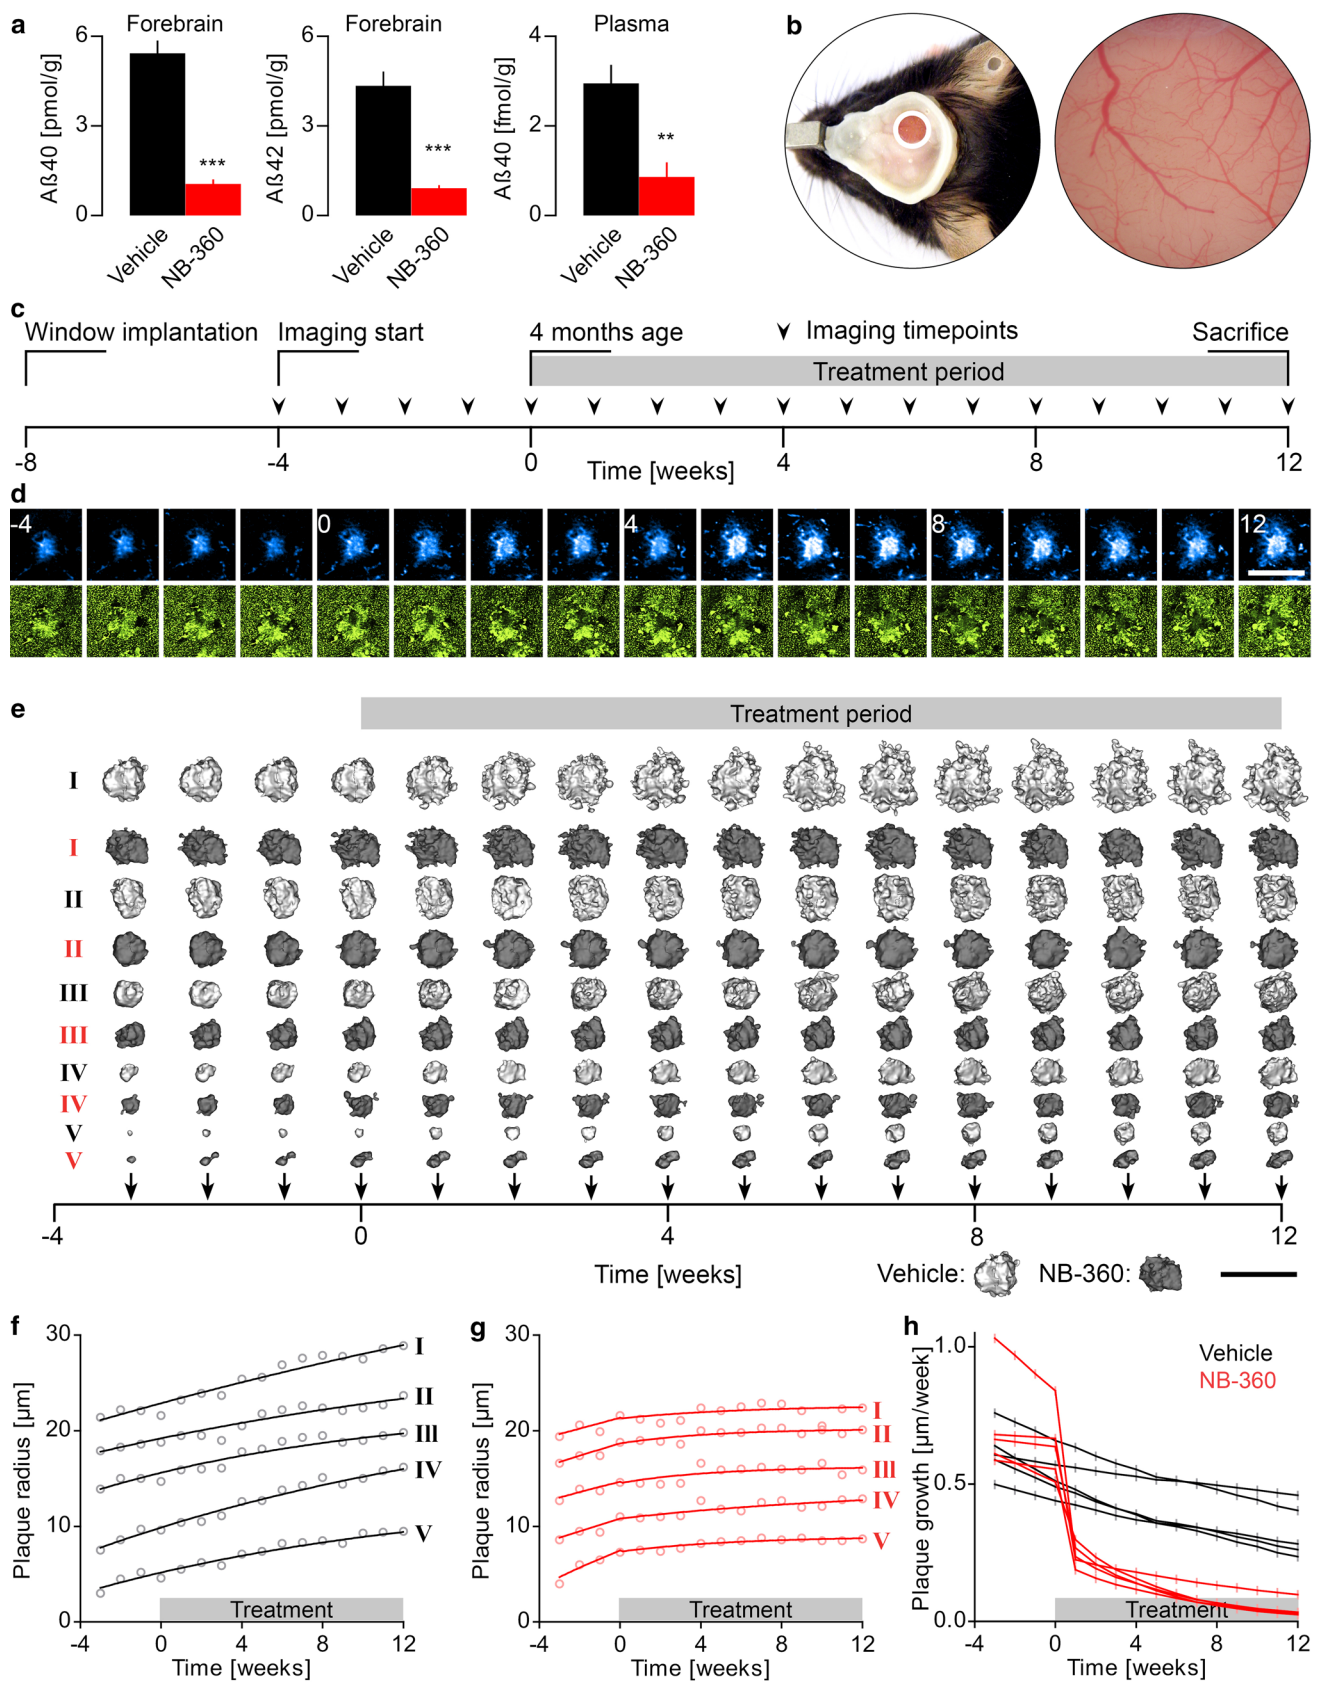 a
Forebrain
Forebrain
Plasma
b
Aß40 [pmol/g]
6
3
0
***
Vehicle
NB-360
Aß42 [pmol/g]
6
3
0
***
Vehicle
NB-360
Aß40 [fmol/g]
4
2
0
**
Vehicle
NB-360
c
Window implantation
Imaging start
4 months age
Imaging timepoints
Sacrifice
Treatment period
-8 -4 0 4 8 12
Time [weeks]
d
-4 0 4 8 12
e
Treatment period
I
I
II
II
III
III
IV
IV
V
V
-4 0 4 8 12
Time [weeks]
Vehicle: NB-360:
f
Plaque radius [µm]
30
20
10
0
I
II
III
IV
V
Treatment
-4 0 4 8 12
Time [weeks]
g
Plaque radius [µm]
30
20
10
0
I
II
III
IV
V
Treatment
-4 0 4 8 12
Time [weeks]
h
Plaque growth [µm/week]
1.0
0.5
0.0
Vehicle
NB-360
Treatment
-4 0 4 8 12
Time [weeks]